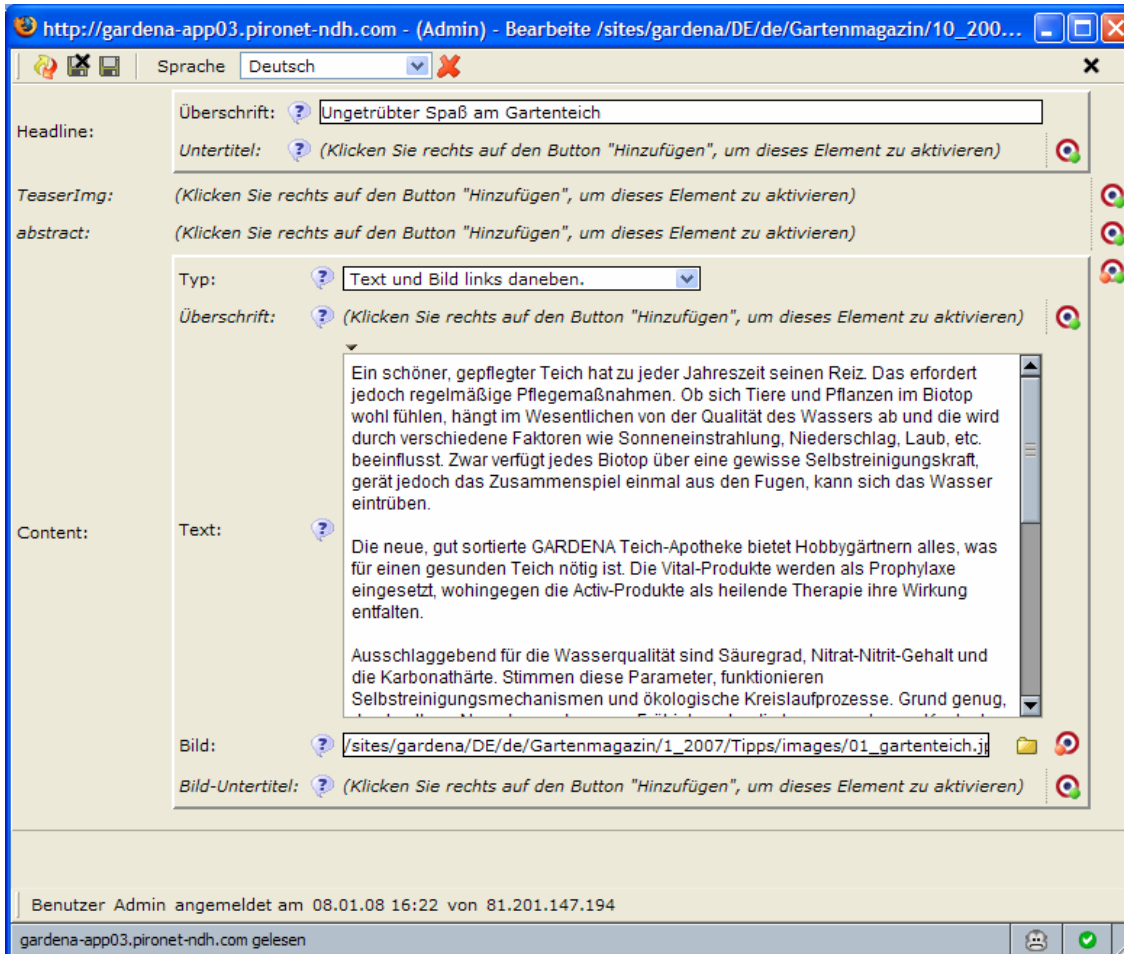 http://gardena-app03.pironet-ndh.com - (Admin) - Bearbeite /sites/gardena/DE/de/Gartenmagazin/10_200...
Sprache Deutsch
Headline:
Überschrift: ? Ungetrübter Spaß am Gartenteich
Untertitel: ? (Klicken Sie rechts auf den Button "Hinzufügen", um dieses Element zu aktivieren)
TeaserImg: (Klicken Sie rechts auf den Button "Hinzufügen", um dieses Element zu aktivieren)
abstract: (Klicken Sie rechts auf den Button "Hinzufügen", um dieses Element zu aktivieren)
Content:
Typ: ? Text und Bild links daneben.
Überschrift: ? (Klicken Sie rechts auf den Button "Hinzufügen", um dieses Element zu aktivieren)
Text: ?
Ein schöner, gepflegter Teich hat zu jeder Jahreszeit seinen Reiz. Das erfordert
jedoch regelmäßige Pflegemaßnahmen. Ob sich Tiere und Pflanzen im Biotop
wohl fühlen, hängt im Wesentlichen von der Qualität des Wassers ab und die wird
durch verschiedene Faktoren wie Sonneneinstrahlung, Niederschlag, Laub, etc.
beeinflusst. Zwar verfügt jedes Biotop über eine gewisse Selbstreinigungskraft,
gerät jedoch das Zusammenspiel einmal aus den Fugen, kann sich das Wasser
eintrüben.
Die neue, gut sortierte GARDENA Teich-Apotheke bietet Hobbygärtnern alles, was
für einen gesunden Teich nötig ist. Die Vital-Produkte werden als Prophylaxe
eingesetzt, wohingegen die Activ-Produkte als heilende Therapie ihre Wirkung
entfalten.
Ausschlaggebend für die Wasserqualität sind Säuregrad, Nitrat-Nitrit-Gehalt und
die Karbonathärte. Stimmen diese Parameter, funktionieren
Selbstreinigungsmechanismen und ökologische Kreislaufprozesse. Grund genug,
Bild: ? /sites/gardena/DE/de/Gartenmagazin/1_2007/Tipps/images/01_gartenteich.j
Bild-Untertitel: ? (Klicken Sie rechts auf den Button "Hinzufügen", um dieses Element zu aktivieren)
Benutzer Admin angemeldet am 08.01.08 16:22 von 81.201.147.194
gardena-app03.pironet-ndh.com gelesen